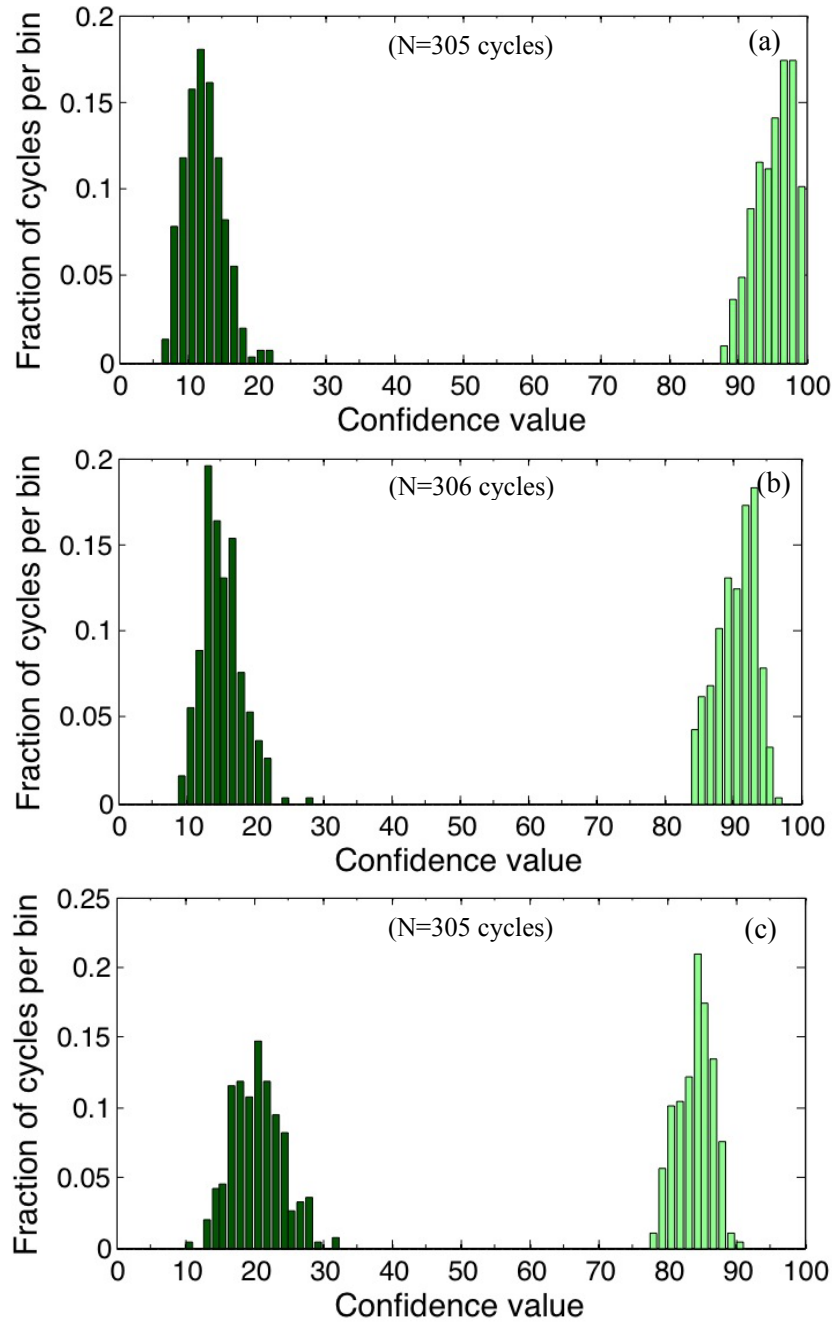 (N=305 cycles)
(a)
Fraction of cycles per bin
0.2
0.15
0.1
0.05
0
0 10 20 30 40 50 60 70 80 90 100
Confidence value
(N=306 cycles)
(b)
Fraction of cycles per bin
0.2
0.15
0.1
0.05
0
0 10 20 30 40 50 60 70 80 90 100
Confidence value
(N=305 cycles)
(c)
Fraction of cycles per bin
0.25
0.2
0.15
0.1
0.05
0
0 10 20 30 40 50 60 70 80 90 100
Confidence value